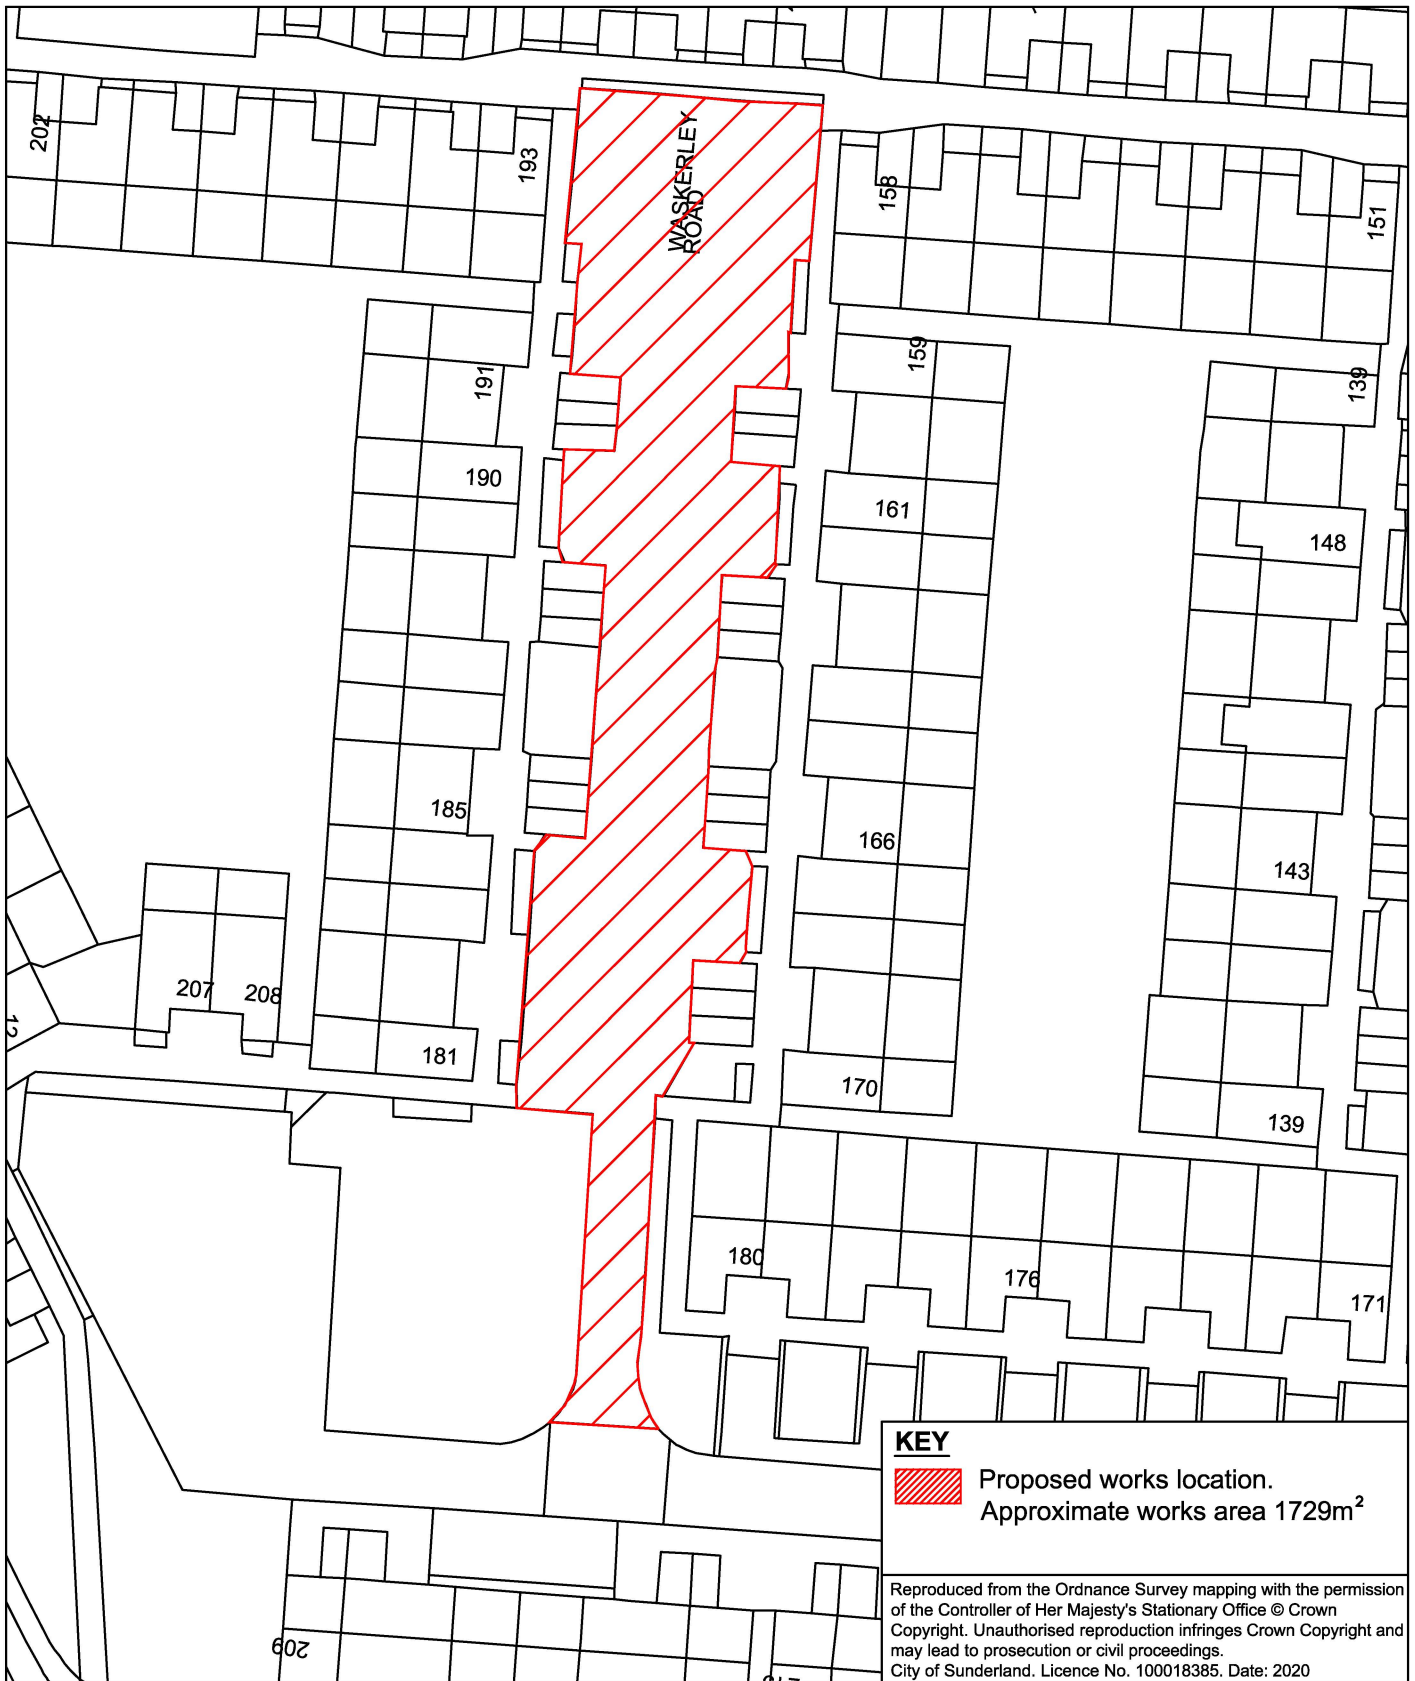 202
193
WASKERLEY
ROAD
158
151
191
159
139
190
161
148
185
166
143
207
208
181
170
139
12
180
176
171
KEY
Proposed works location.
Approximate works area 1729m²
209
Reproduced from the Ordnance Survey mapping with the permission
of the Controller of Her Majesty's Stationary Office © Crown
Copyright. Unauthorised reproduction infringes Crown Copyright and
may lead to prosecution or civil proceedings.
City of Sunderland. Licence No. 100018385. Date: 2020